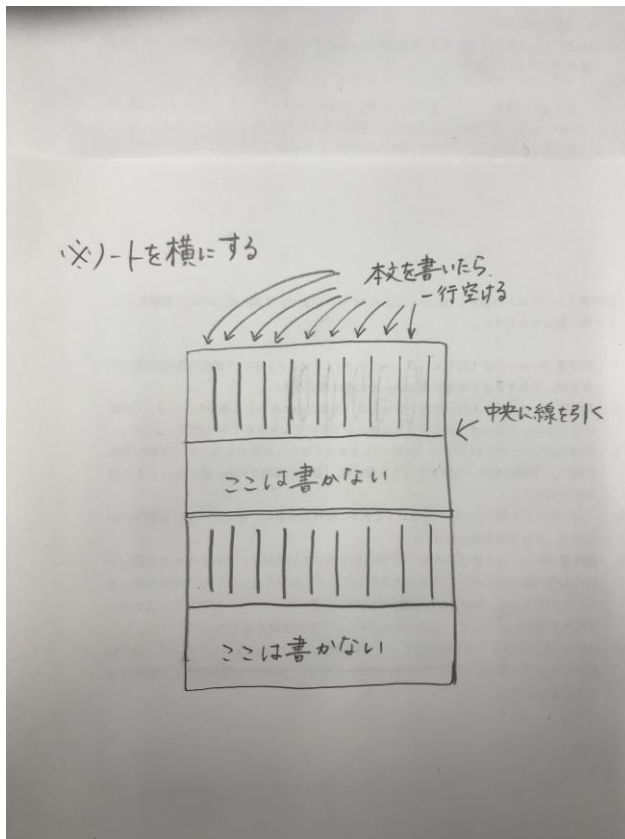 ※ノートを横にする
本文を書いたら、
一行空ける
中央に線を引く
ここは書かない
ここは書かない